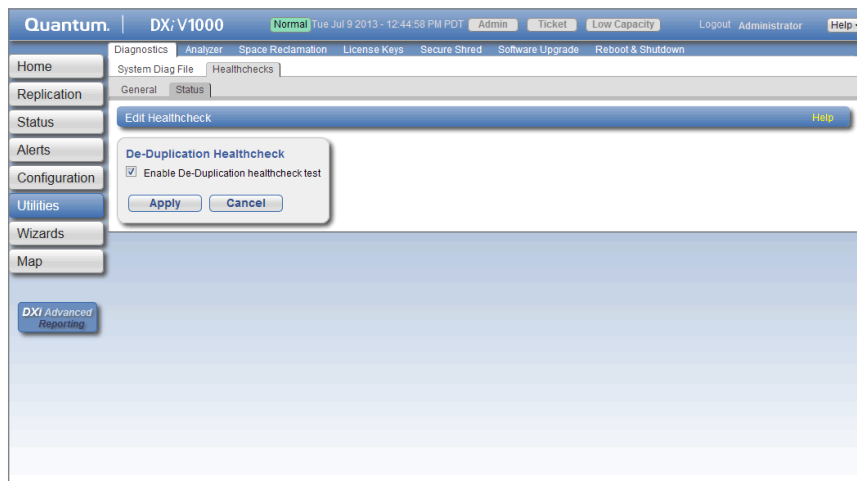 Quantum. DXi V1000 Normal Tue Jul 9 2013 - 12:44:58 PM PDT Admin Ticket Low Capacity Logout Administrator Help
Diagnostics Analyzer Space Reclamation License Keys Secure Shred Software Upgrade Reboot & Shutdown
Home
System Diag File Healthchecks
Replication
General Status
Status
Edit Healthcheck Help
Alerts
De-Duplication Healthcheck
Configuration
Enable De-Duplication healthcheck test
Utilities
Apply Cancel
Wizards
Map
DXI Advanced
Reporting